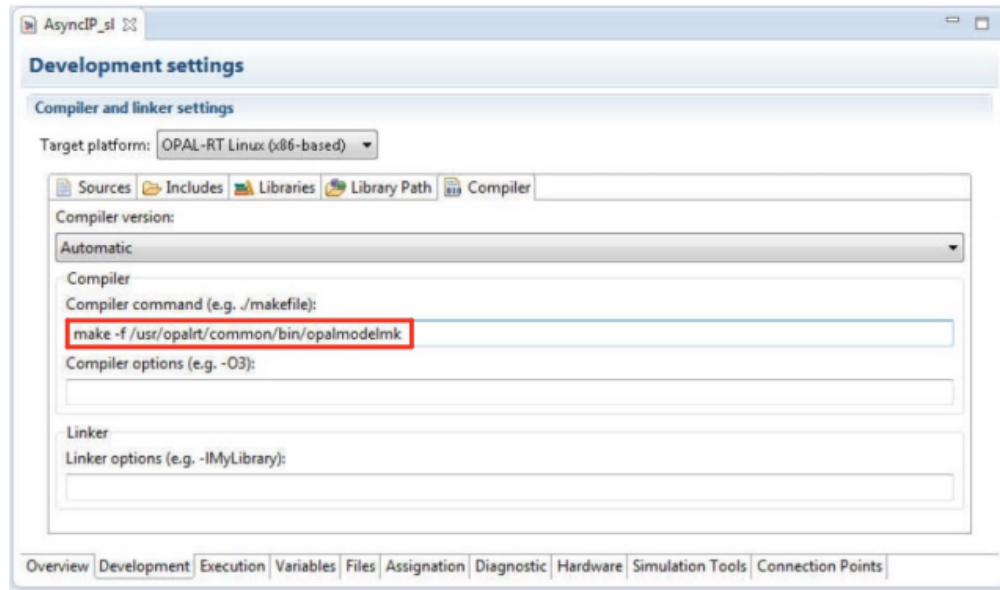 AsyncIP_sl
Development settings
Compiler and linker settings
Target platform: OPAL-RT Linux (x86-based)
Sources Includes Libraries Library Path Compiler
Compiler version:
Automatic
Compiler
Compiler command (e.g. ./makefile):
make -f /usr/opalrt/common/bin/opalmodelmk
Compiler options (e.g. -O3):
Linker
Linker options (e.g. -lMyLibrary):
Overview Development Execution Variables Files Assignation Diagnostic Hardware Simulation Tools Connection Points